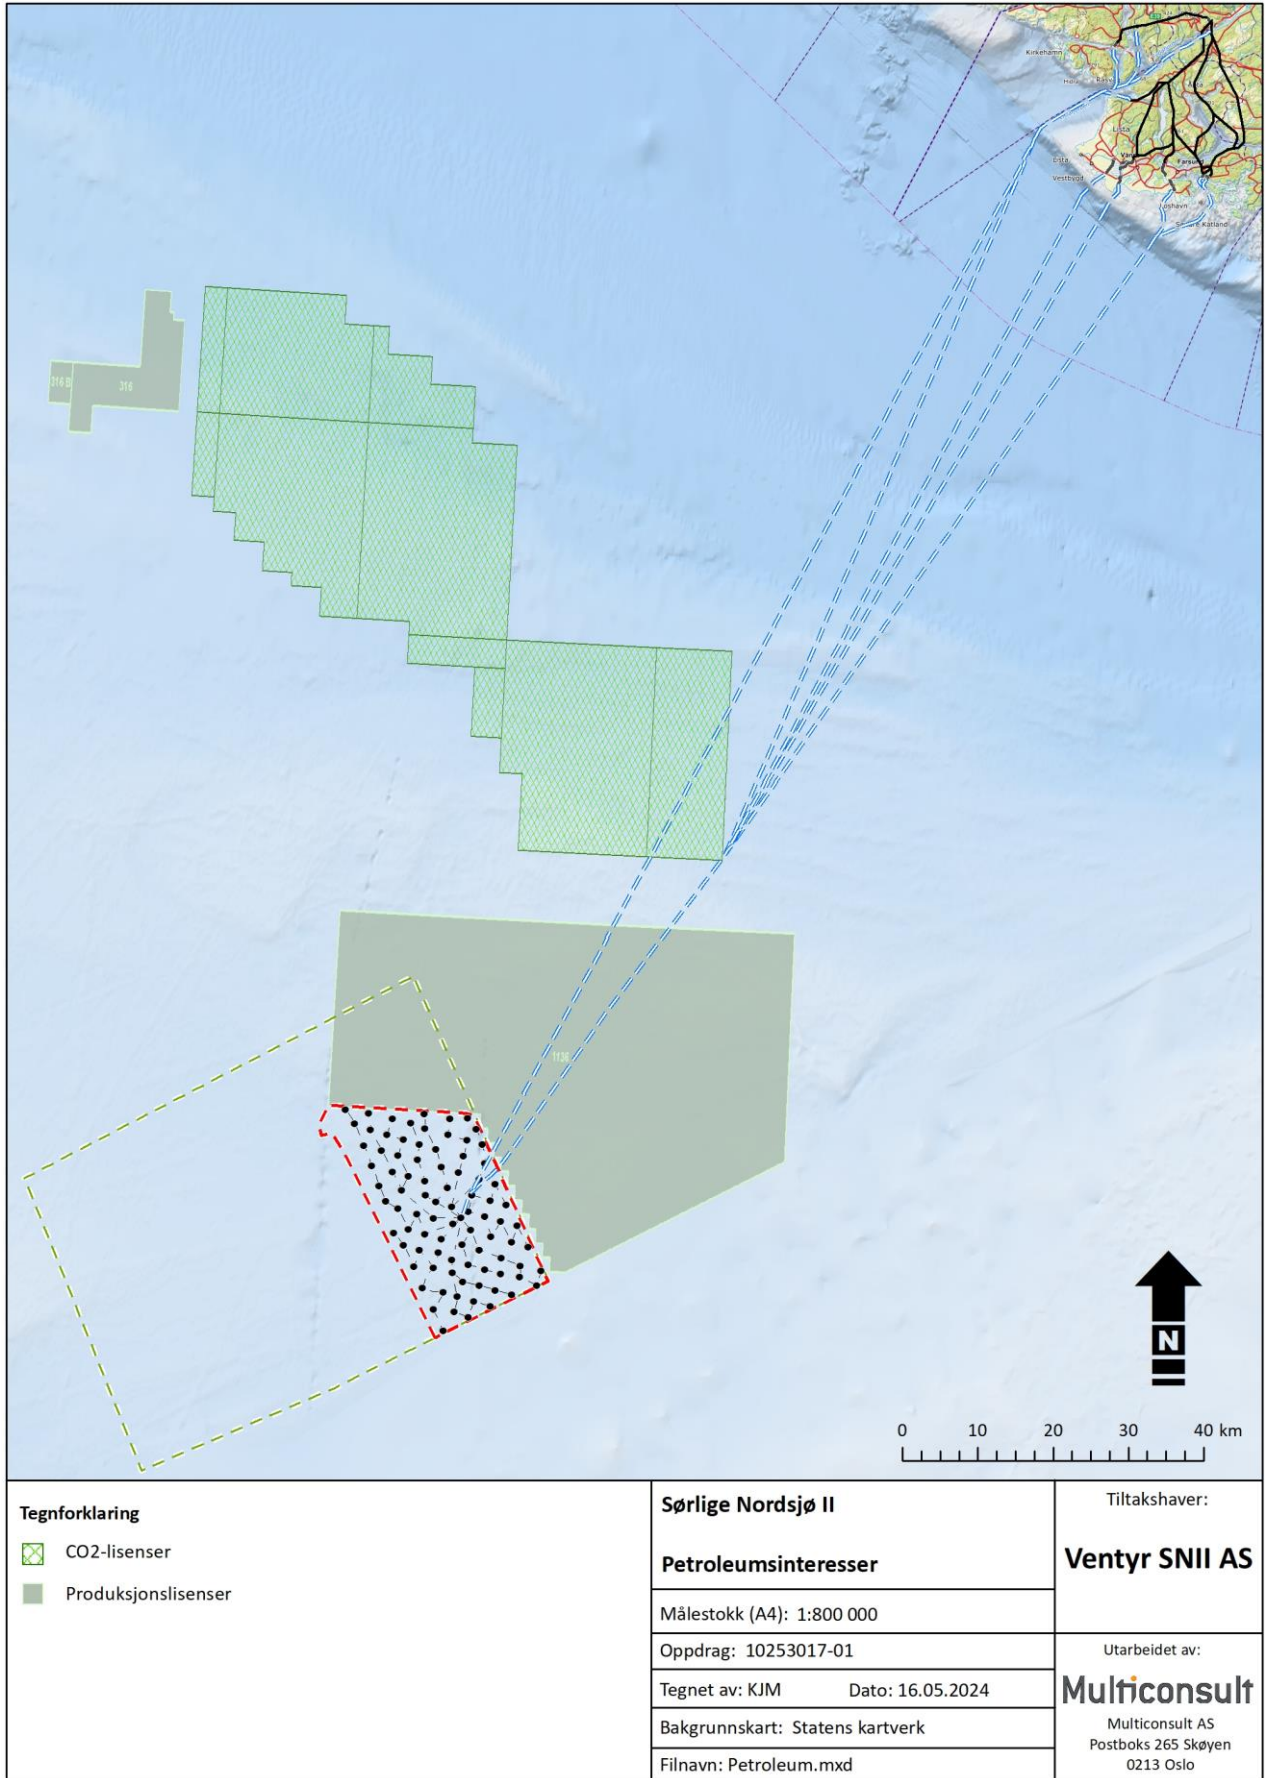 Kirkehamn
Lista
Vestbygd
Farsund
Loshavn
316 B
316
1136
N
0 10 20 30 40 km
Tegnforklaring
CO2-lisenser
Produksjonslisenser
Sørlige Nordsjø II
Petroleumsinteresser
Målestokk (A4): 1:800 000
Oppdrag: 10253017-01
Tegnet av: KJM Dato: 16.05.2024
Bakgrunnskart: Statens kartverk
Filnavn: Petroleum.mxd
Tiltakshaver:
Ventyr SNII AS
Utarbeidet av:
Multiconsult
Multiconsult AS
Postboks 265 Skøyen
0213 Oslo